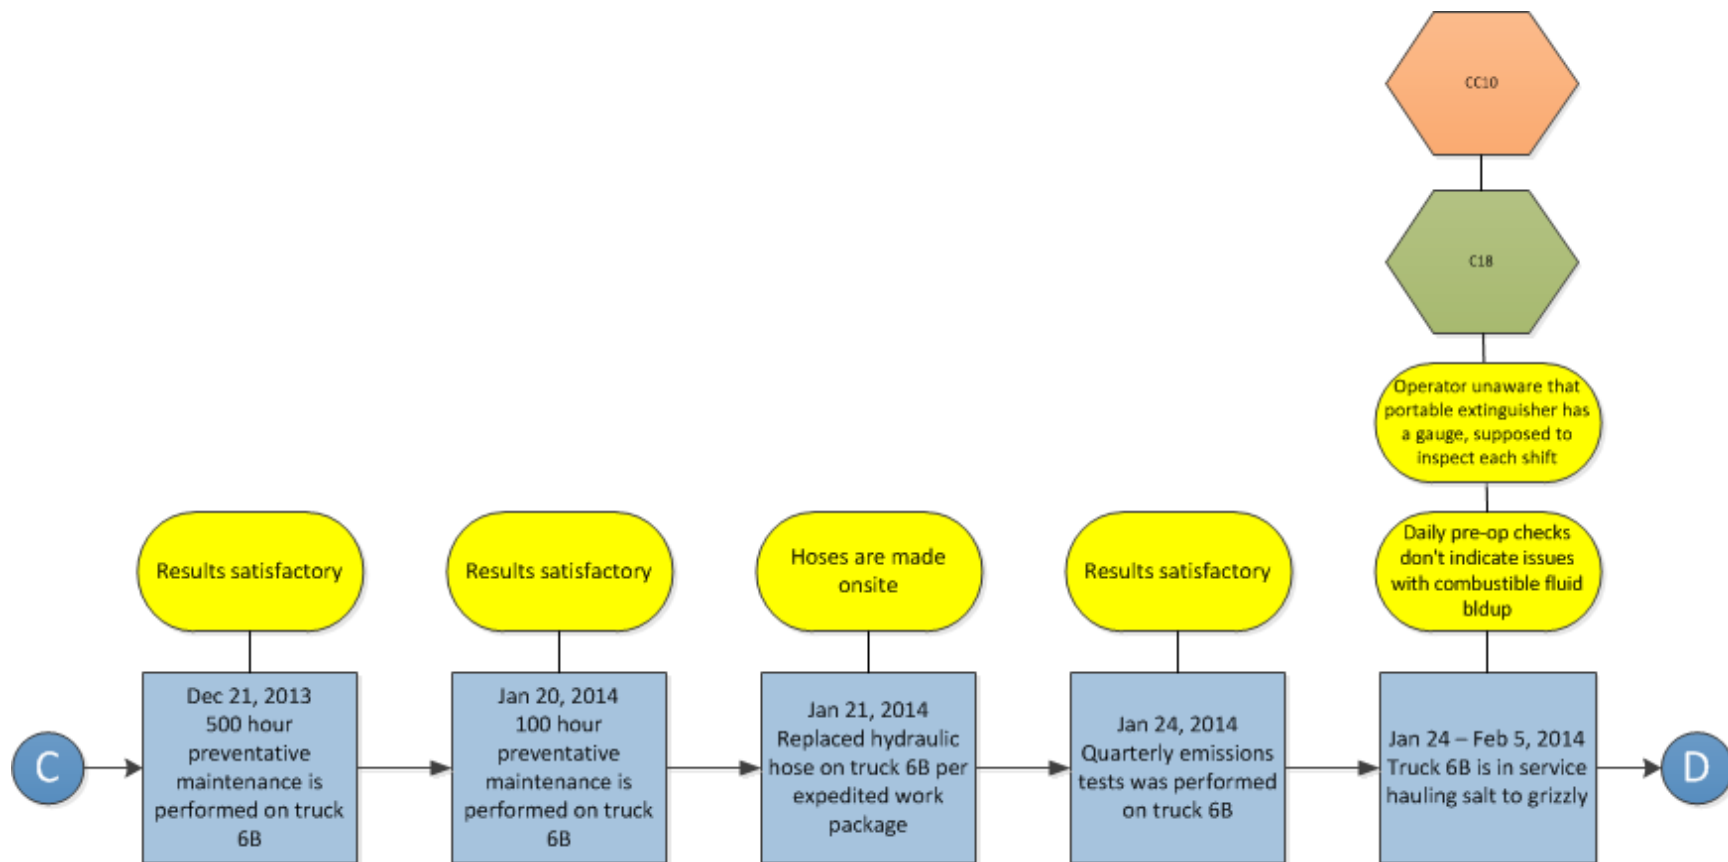 CC10
C18
Operator unaware that
portable extinguisher has
a gauge, supposed to
inspect each shift
Results satisfactory
Results satisfactory
Hoses are made
onsite
Results satisfactory
Daily pre-op checks
don't indicate issues
with combustible fluid
bldup
C
Dec 21, 2013
500 hour
preventative
maintenance is
performed on truck
6B
Jan 20, 2014
100 hour
preventative
maintenance is
performed on truck
6B
Jan 21, 2014
Replaced hydraulic
hose on truck 6B per
expedited work
package
Jan 24, 2014
Quarterly emissions
tests was performed
on truck 6B
Jan 24 – Feb 5, 2014
Truck 6B is in service
hauling salt to grizzly
D